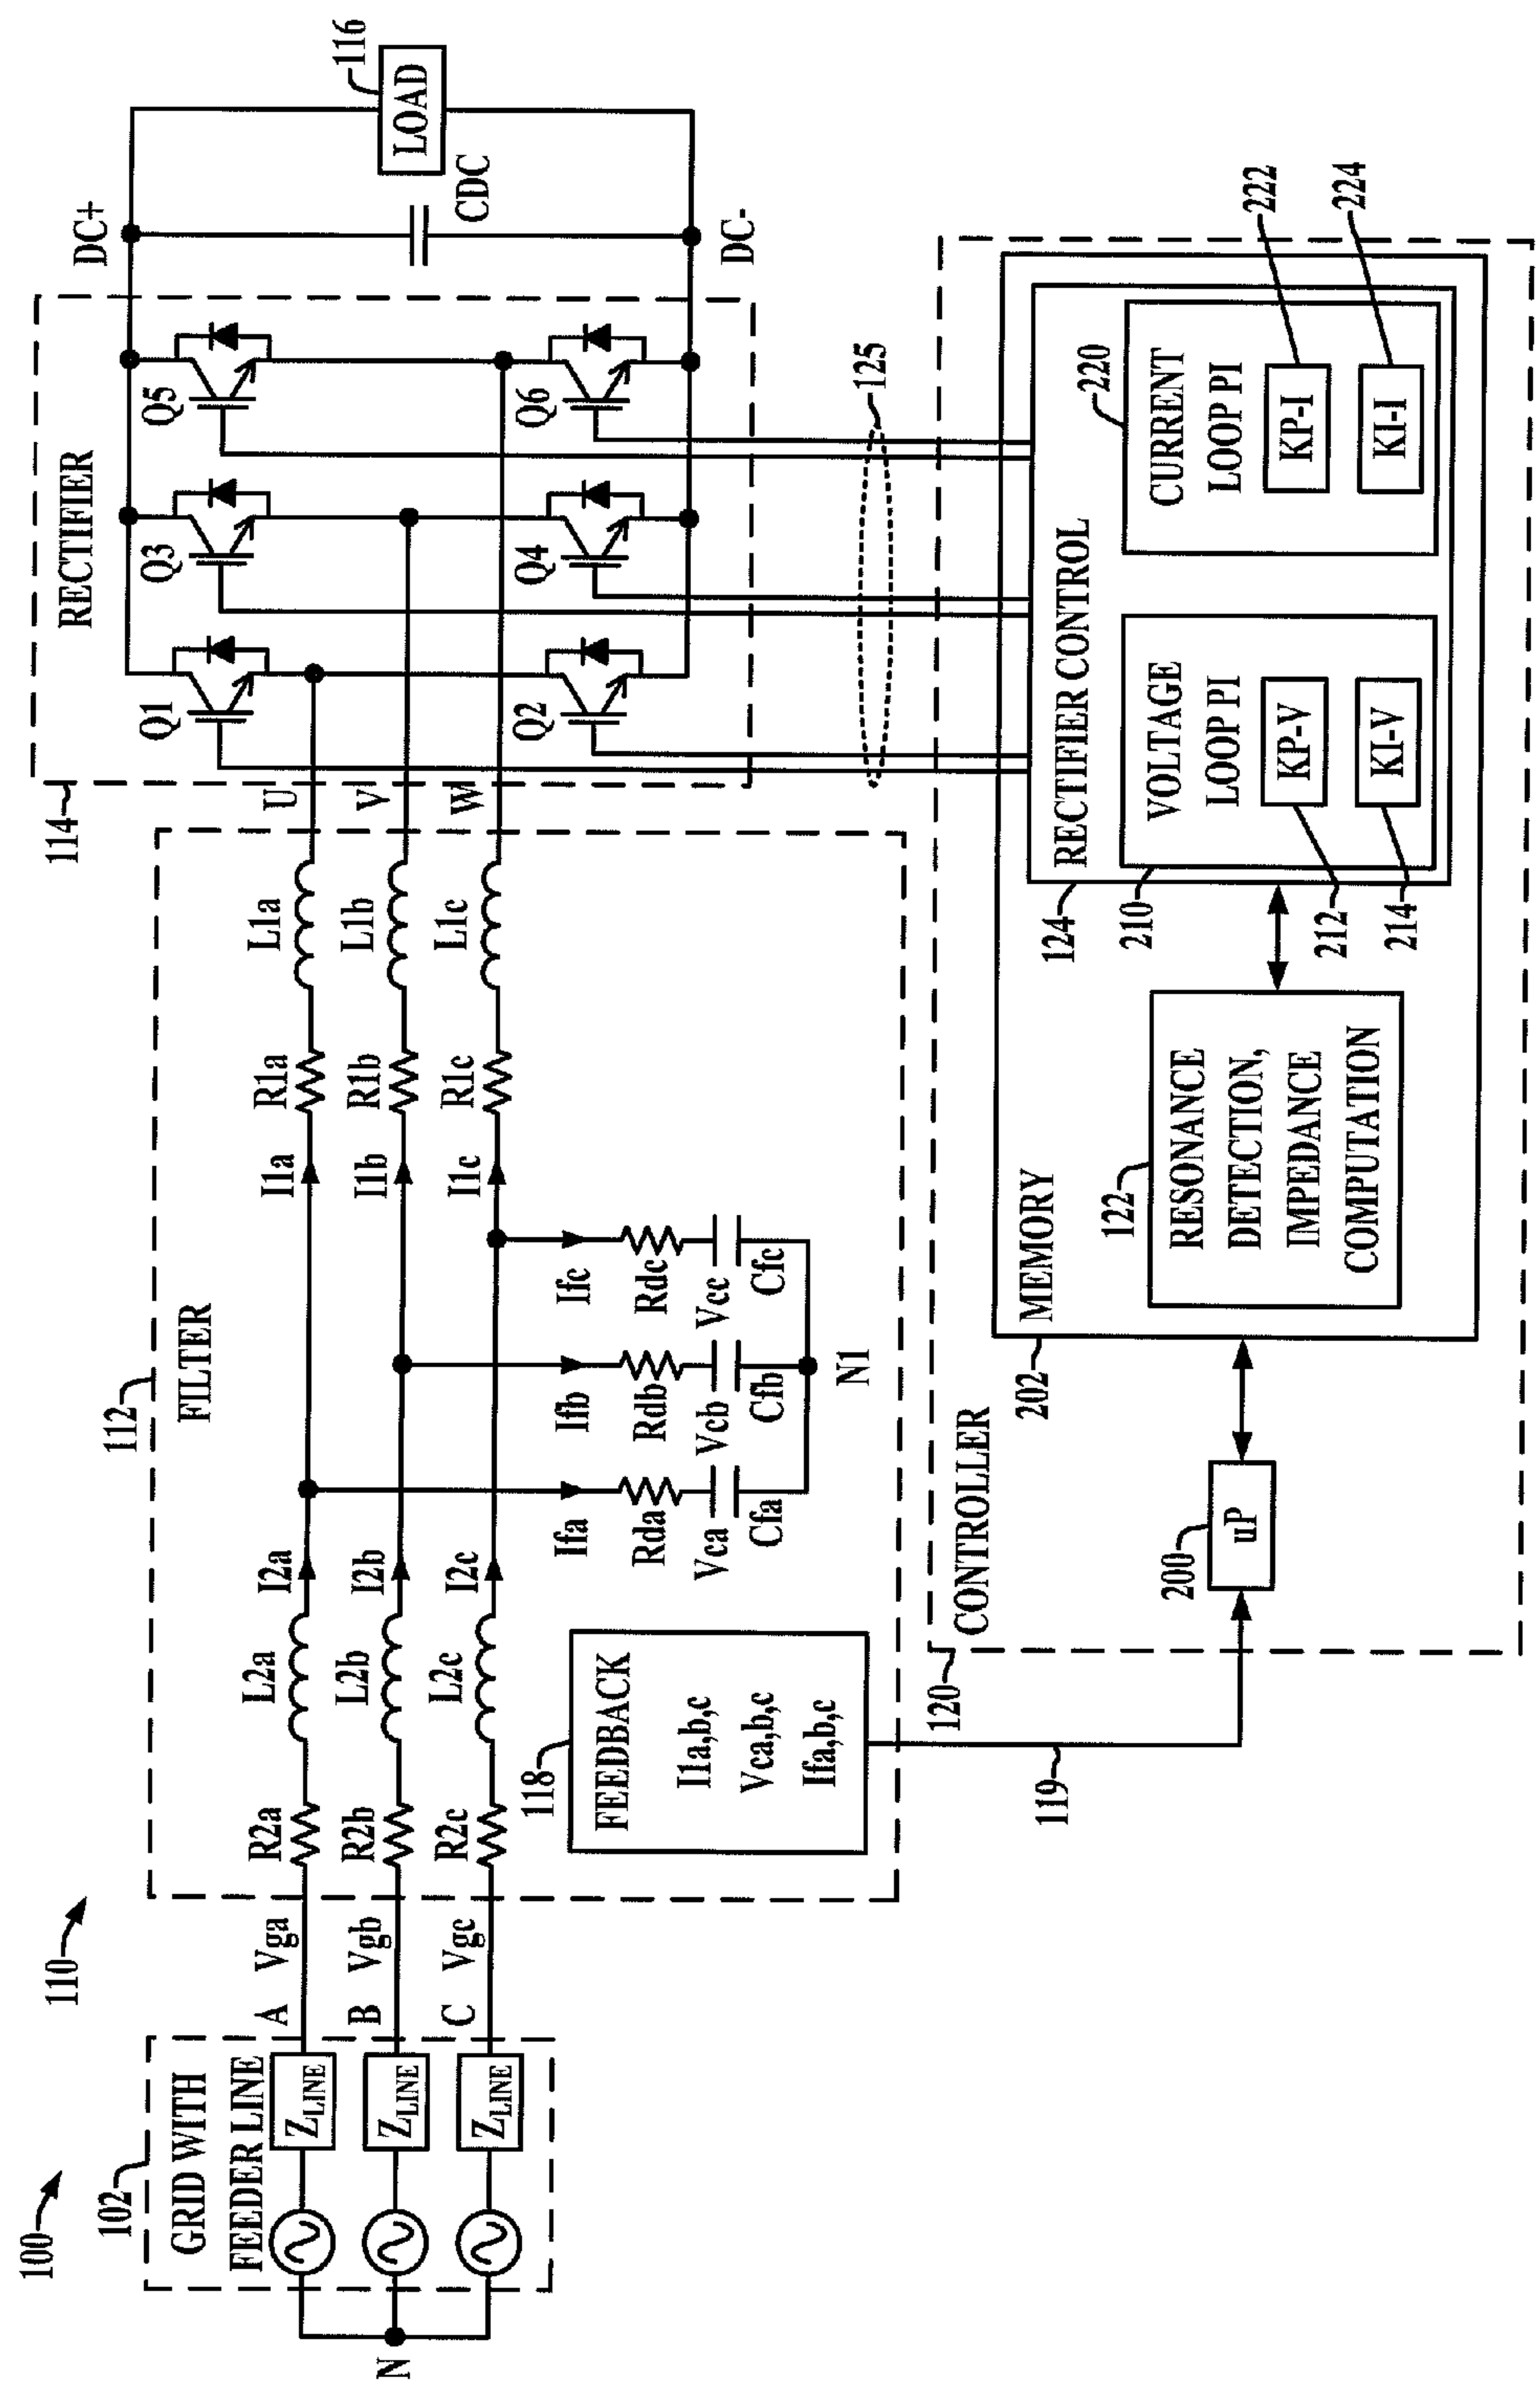 100
110
102
GRID WITH
FEEDER LINE
N
ZLINE
ZLINE
ZLINE
A
Vga
B
Vgb
C
Vgc
112
FILTER
R2a
L2a
I2a
I1a
R1a
L1a
R2b
L2b
I2b
I1b
R1b
L1b
R2c
L2c
I2c
I1c
R1c
L1c
Ifa
Ifb
Ifc
Rda
Rdb
Rdc
Vca
Vcb
Vcc
Cfa
Cfb
Cfc
N1
118
FEEDBACK
I1a,b,c
Vca,b,c
Ifa,b,c
119
114
RECTIFIER
U
V
W
Q1
Q3
Q5
Q2
Q4
Q6
DC+
DC-
CDC
LOAD
116
125
120
CONTROLLER
200
uP
202
MEMORY
122
RESONANCE
DETECTION,
IMPEDANCE
COMPUTATION
124
RECTIFIER CONTROL
210
VOLTAGE
LOOP PI
KP-V
KI-V
212
214
220
CURRENT
LOOP PI
KP-I
KI-I
222
224